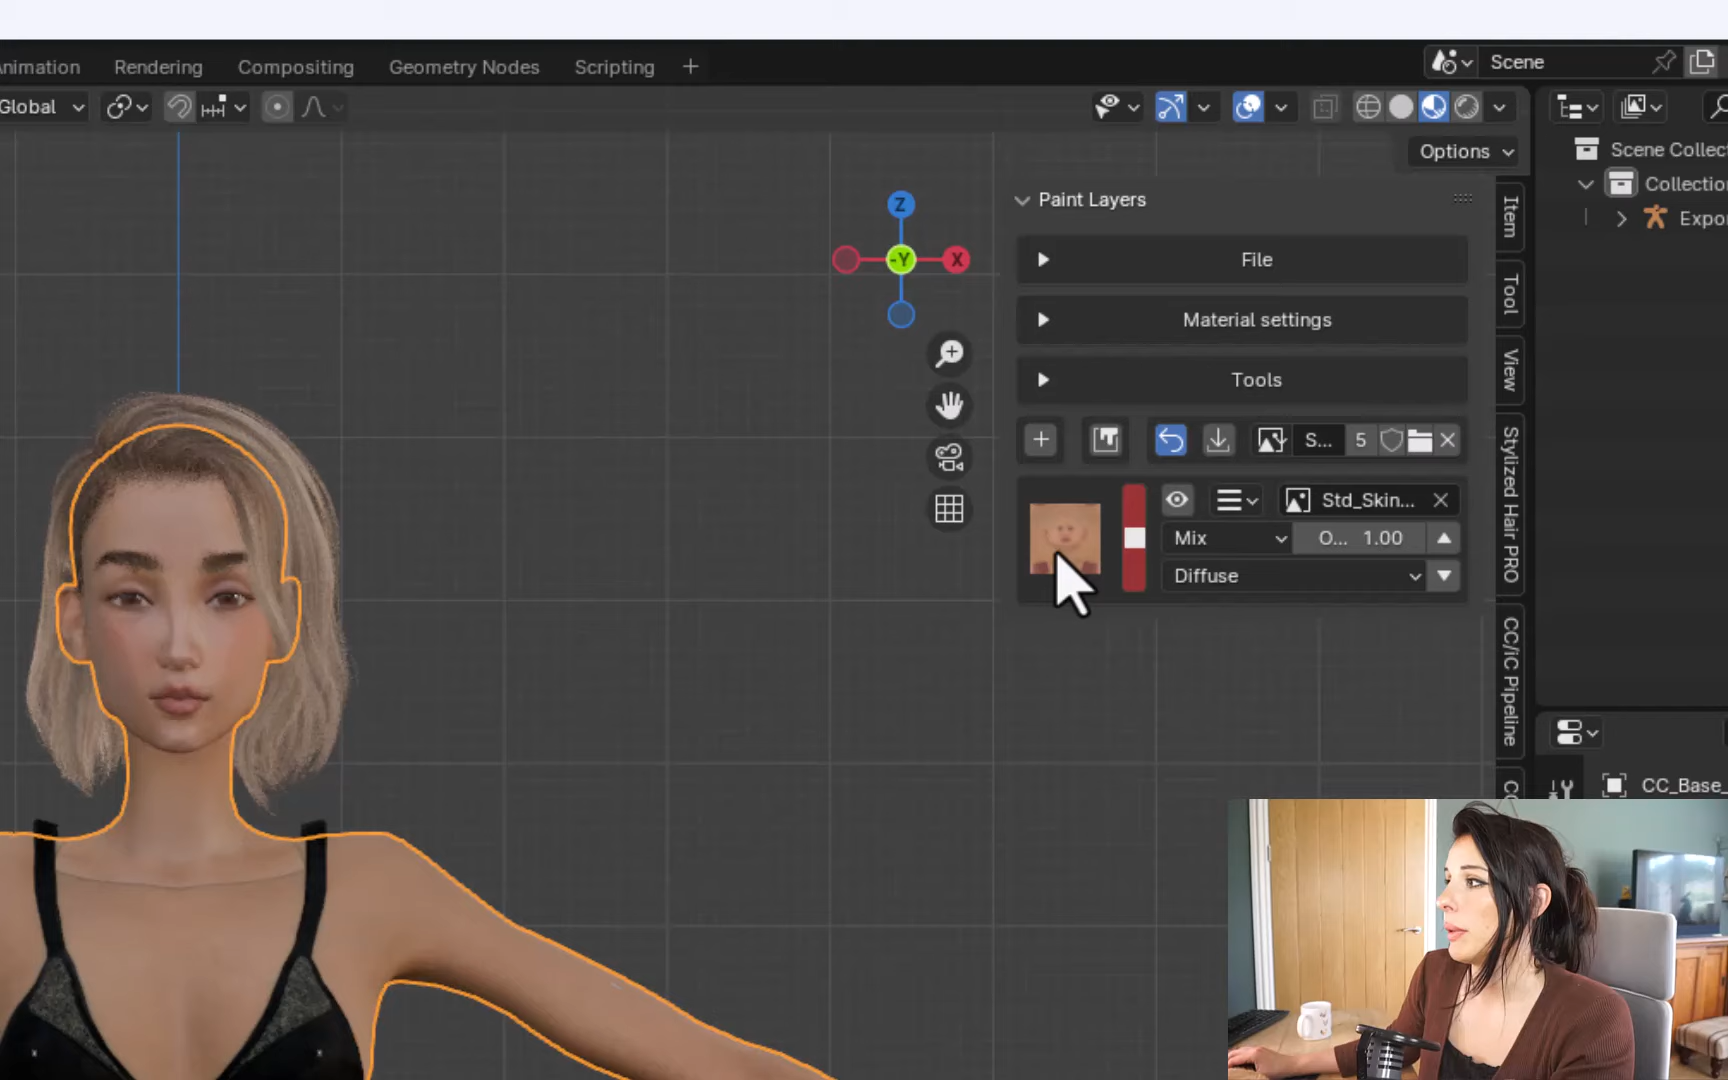 nimation Rendering Compositing Geometry Nodes Scripting +
Scene
Global
Options
Scene Collec
Collectio
Expo
Z
-Y
X
Paint Layers
File
Material settings
Tools
S... 5
Std_Skin...
Mix
O... 1.00
Diffuse
Item
Tool
View
Stylized Hair PRO
CC/iC Pipeline
CC_Base_